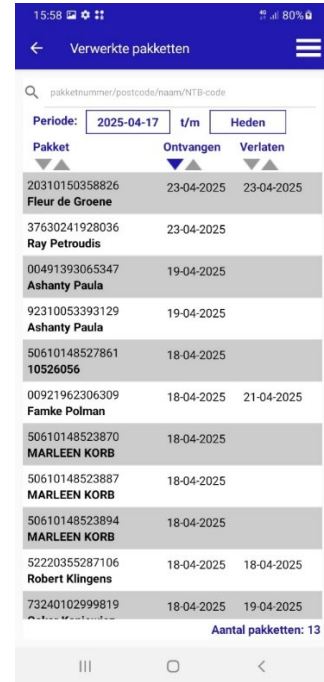 15:58 4G 80%
Verwerkte pakketten
pakketnummer/postcode/naam/NTB-code
Periode: 2025-04-17 t/m Heden
Pakket Ontvangen Verlaten
20310150358826 23-04-2025 23-04-2025
Fleur de Groene
37630241928036 23-04-2025
Ray Petroudis
00491393065347 19-04-2025
Ashanty Paula
92310053393129 19-04-2025
Ashanty Paula
50610148527861 18-04-2025
10526056
00921962306309 18-04-2025 21-04-2025
Famke Polman
50610148523870 18-04-2025
MARLEEN KORB
50610148523887 18-04-2025
MARLEEN KORB
50610148523894 18-04-2025
MARLEEN KORB
52220355287106 18-04-2025 18-04-2025
Robert Klingens
73240102999819 18-04-2025 19-04-2025
Aantal pakketten: 13